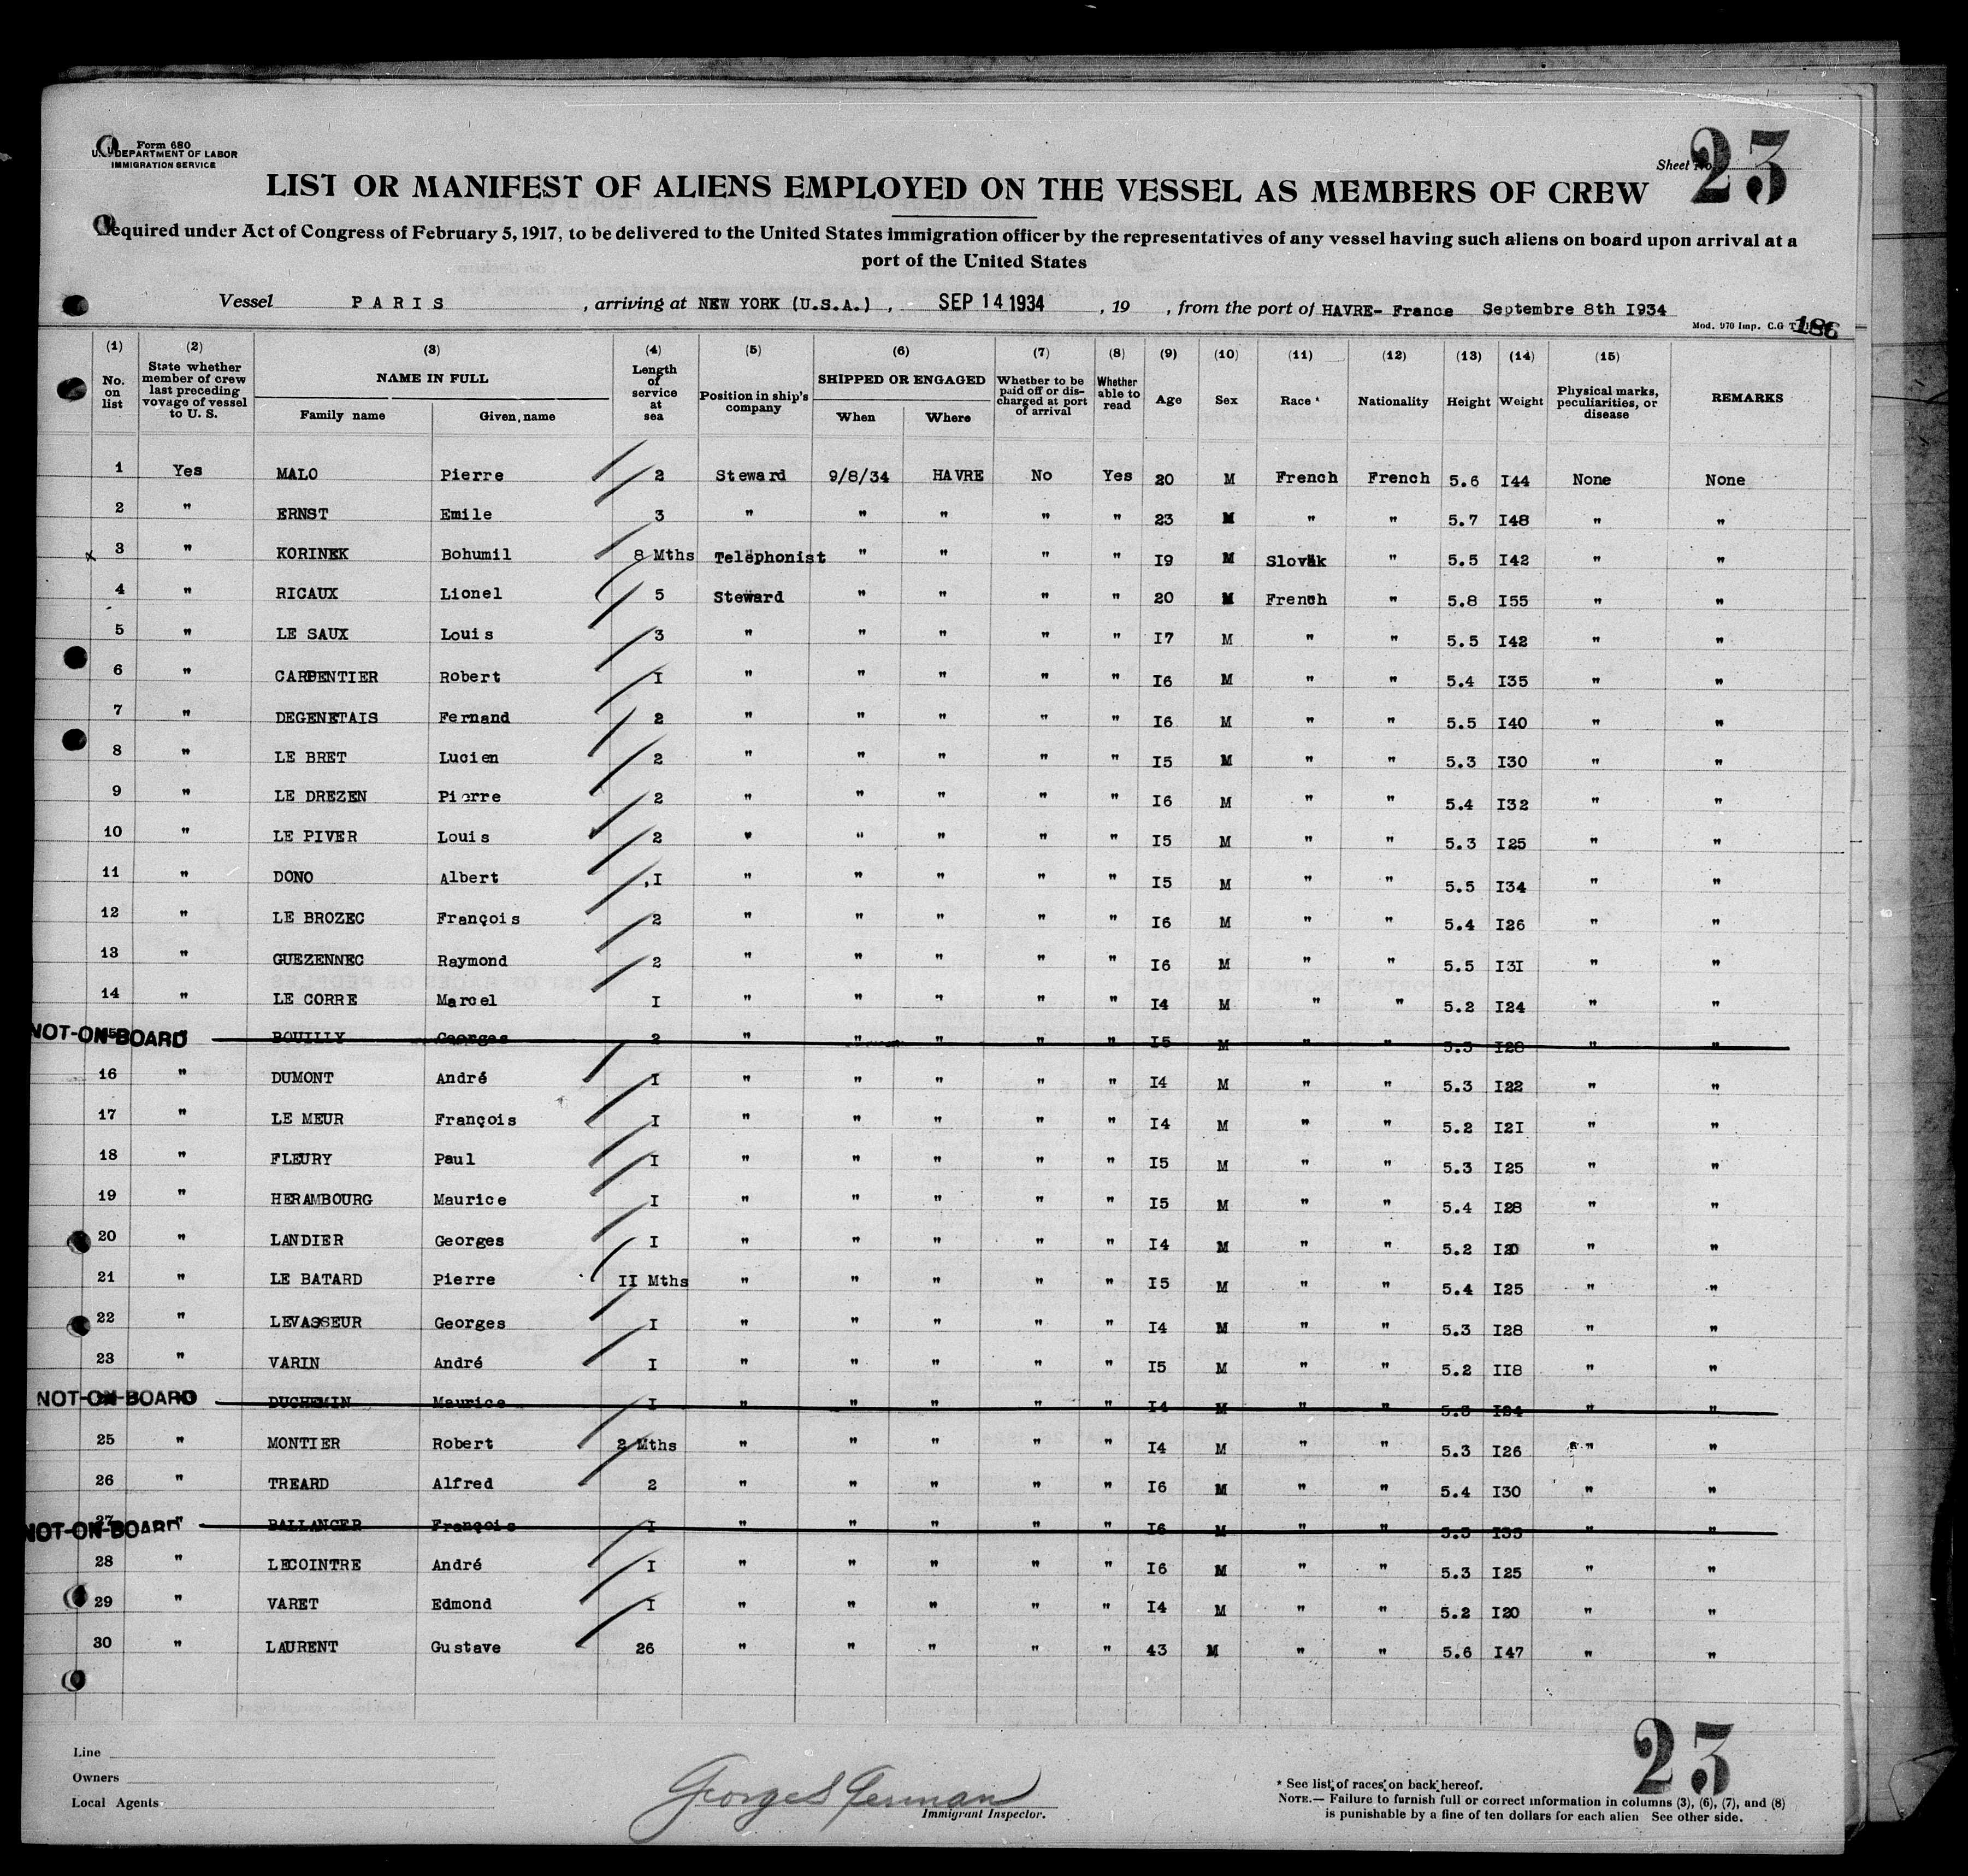 Form 680
U.S. DEPARTMENT OF LABOR
IMMIGRATION SERVICE
Sheet No. 23
LIST OR MANIFEST OF ALIENS EMPLOYED ON THE VESSEL AS MEMBERS OF CREW
Required under Act of Congress of February 5, 1917, to be delivered to the United States immigration officer by the representatives of any vessel having such aliens on board upon arrival at a
port of the United States
Vessel PARIS , arriving at NEW YORK (U.S.A.) , SEP 14 1934 , 19 , from the port of HAVRE- France Septembre 8th I934
Mod. 970 Imp. C.G T 186
(1) (2) (3) (4) (5) (6) (7) (8) (9) (10) (11) (12) (13) (14) (15)
No. on list State whether member of crew last preceding voyage of vessel to U. S. NAME IN FULL Family name Given name Length of service at sea Position in ship's company SHIPPED OR ENGAGED When Where Whether to be paid off or discharged at port of arrival Whether able to read Age Sex Race * Nationality Height Weight Physical marks, peculiarities, or disease REMARKS
1 Yes MALO Pierre 2 Steward 9/8/34 HAVRE No Yes 20 M French French 5.6 I44 None None
2 " ERNST Emile 3 " " " " " 23 M " " 5.7 I48 " "
x 3 " KORINEK Bohumil 8 Mths Telephonist " " " " I9 M Slovak " 5.5 I42 " "
4 " RICAUX Lionel 5 Steward " " " " 20 M French " 5.8 I55 " "
5 " LE SAUX Louis 3 " " " " " I7 M " " 5.5 I42 " "
6 " CARPENTIER Robert I " " " " " I6 M " " 5.4 I35 " "
7 " DEGENETAIS Fernand 2 " " " " " I6 M " " 5.5 I40 " "
8 " LE BRET Lucien 2 " " " " " I5 M " " 5.3 I30 " "
9 " LE DREZEN Pierre 2 " " " " " I6 M " " 5.4 I32 " "
10 " LE PIVER Louis 2 " " " " " I5 M " " 5.3 I25 " "
11 " DONO Albert I " " " " " I5 M " " 5.5 I34 " "
12 " LE BROZEC François 2 " " " " " I6 M " " 5.4 I26 " "
13 " GUEZENNEC Raymond 2 " " " " " I6 M " " 5.5 I3I " "
14 " LE CORRE Marcel I " " " " " I4 M " " 5.2 I24 " "
NOT-ON-BOARD 15 " BOUILLY Georges 2 " " " " " I5 M " " 5.3 I28 " "
16 " DUMONT André I " " " " " I4 M " " 5.3 I22 " "
17 " LE MEUR François I " " " " " I4 M " " 5.2 I2I " "
18 " FLEURY Paul I " " " " " I5 M " " 5.3 I25 " "
19 " HERAMBOURG Maurice I " " " " " I5 M " " 5.4 I28 " "
20 " LANDIER Georges I " " " " " I4 M " " 5.2 I20 " "
21 " LE BATARD Pierre II Mths " " " " " I5 M " " 5.4 I25 " "
22 " LEVASSEUR Georges I " " " " " I4 M " " 5.3 I28 " "
23 " VARIN André I " " " " " I5 M " " 5.2 II8 " "
NOT-ON-BOARD DUCHEMIN Maurice I " " " " " I4 M " " 5.3 I24 " "
25 " MONTIER Robert 2 Mths " " " " " I4 M " " 5.3 I26 " "
26 " TREARD Alfred 2 " " " " " I6 M " " 5.4 I30 " "
NOT-ON-BOARD 27 " BALLANGER François I " " " " " I6 M " " 5.5 I35 " "
28 " LECOINTRE André I " " " " " I6 M " " 5.3 I25 " "
29 " VARET Edmond I " " " " " I4 M " " 5.2 I20 " "
30 " LAURENT Gustave 26 " " " " " 43 M " " 5.6 I47 " "
Line
Owners
Local Agents
George S German
Immigrant Inspector.
23
* See list of races on back hereof.
NOTE.— Failure to furnish full or correct information in columns (3), (6), (7), and (8)
is punishable by a fine of ten dollars for each alien See other side.